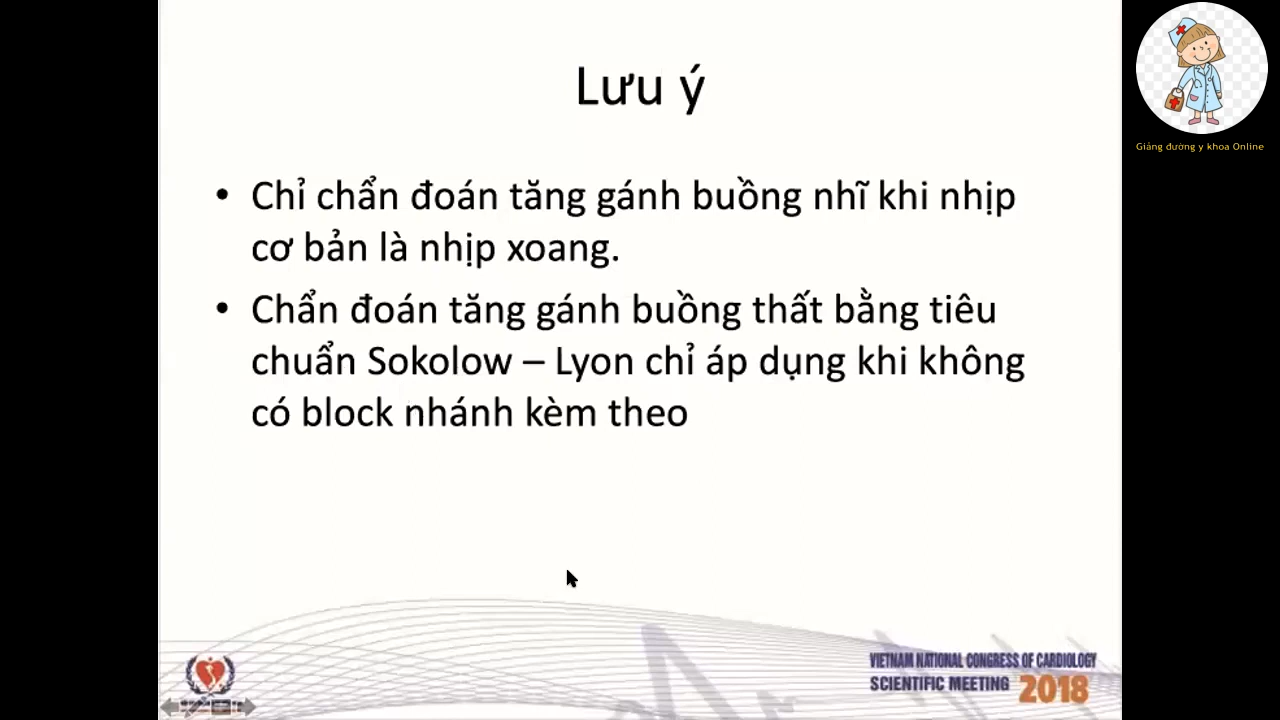 Lưu ý
• Chỉ chẩn đoán tăng gánh buồng nhĩ khi nhịp
cơ bản là nhịp xoang.
• Chẩn đoán tăng gánh buồng thất bằng tiêu
chuẩn Sokolow – Lyon chỉ áp dụng khi không
có block nhánh kèm theo
Giảng đường y khoa Online
VIETNAM NATIONAL CONGRESS OF CARDIOLOGY
SCIENTIFIC MEETING 2018